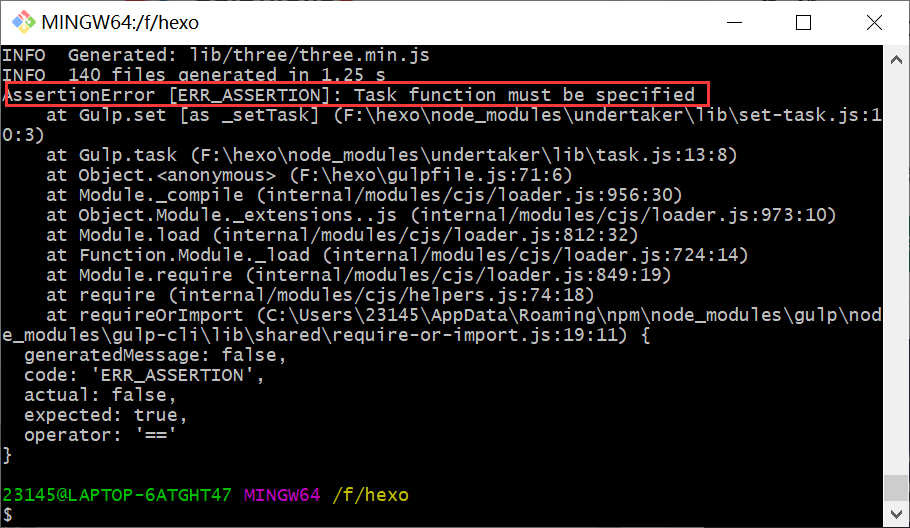 MINGW64:/f/hexo
INFO  Generated: lib/three/three.min.js
INFO  140 files generated in 1.25 s
AssertionError [ERR_ASSERTION]: Task function must be specified
    at Gulp.set [as _setTask] (F:\hexo\node_modules\undertaker\lib\set-task.js:1
0:3)
    at Gulp.task (F:\hexo\node_modules\undertaker\lib\task.js:13:8)
    at Object.<anonymous> (F:\hexo\gulpfile.js:71:6)
    at Module._compile (internal/modules/cjs/loader.js:956:30)
    at Object.Module._extensions..js (internal/modules/cjs/loader.js:973:10)
    at Module.load (internal/modules/cjs/loader.js:812:32)
    at Function.Module._load (internal/modules/cjs/loader.js:724:14)
    at Module.require (internal/modules/cjs/loader.js:849:19)
    at require (internal/modules/cjs/helpers.js:74:18)
    at requireOrImport (C:\Users\23145\AppData\Roaming\npm\node_modules\gulp\nod
e_modules\gulp-cli\lib\shared\require-or-import.js:19:11) {
  generatedMessage: false,
  code: 'ERR_ASSERTION',
  actual: false,
  expected: true,
  operator: '=='
}
23145@LAPTOP-6ATGHT47 MINGW64 /f/hexo
$